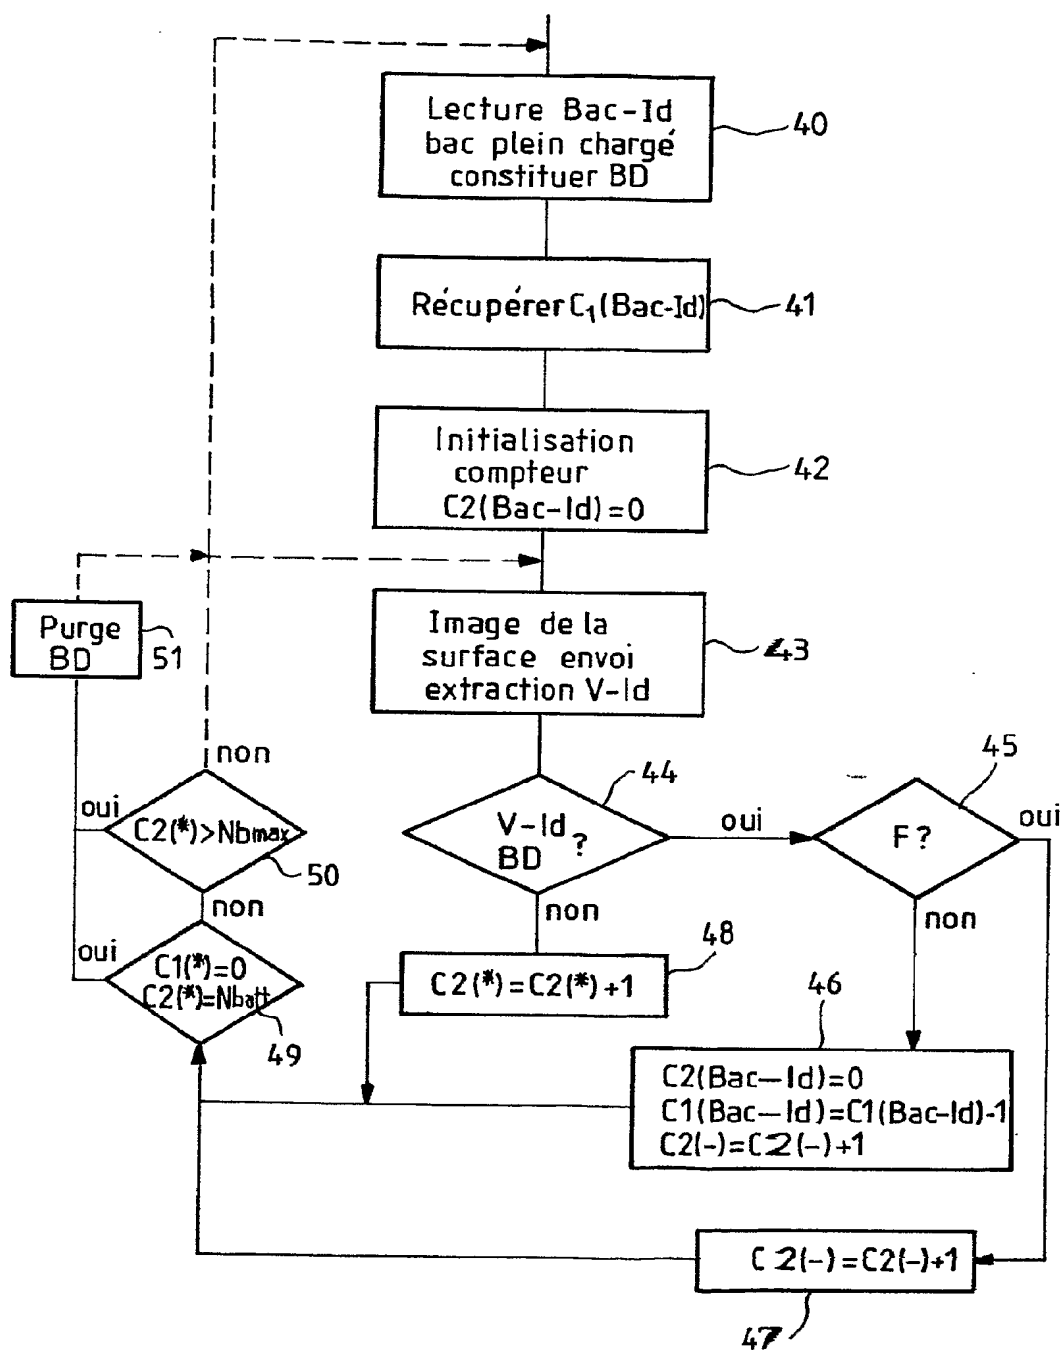 Lecture Bac-Id
bac plein chargé
constituer BD
40
Récupérer C1(Bac-Id)
41
Initialisation
compteur
C2(Bac-Id)=0
42
Image de la
surface envoi
extraction V-Id
43
Purge
BD
51
non
oui
C2(*)>Nbmax
50
non
oui
C1(*)=0
C2(*)=Nbatt
49
V-Id
BD ?
44
oui
non
F?
45
oui
non
C2(*)=C2(*)+1
48
46
C2(Bac-Id)=0
C1(Bac-Id)=C1(Bac-Id)-1
C2(-)=C2(-)+1
C2(-)=C2(-)+1
47